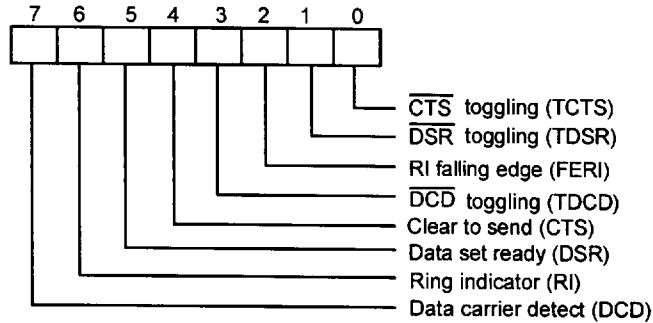 7 6 5 4 3 2 1 0
CTS toggling (TCTS)
DSR toggling (TDSR)
RI falling edge (FERI)
DCD toggling (TDCD)
Clear to send (CTS)
Data set ready (DSR)
Ring indicator (RI)
Data carrier detect (DCD)